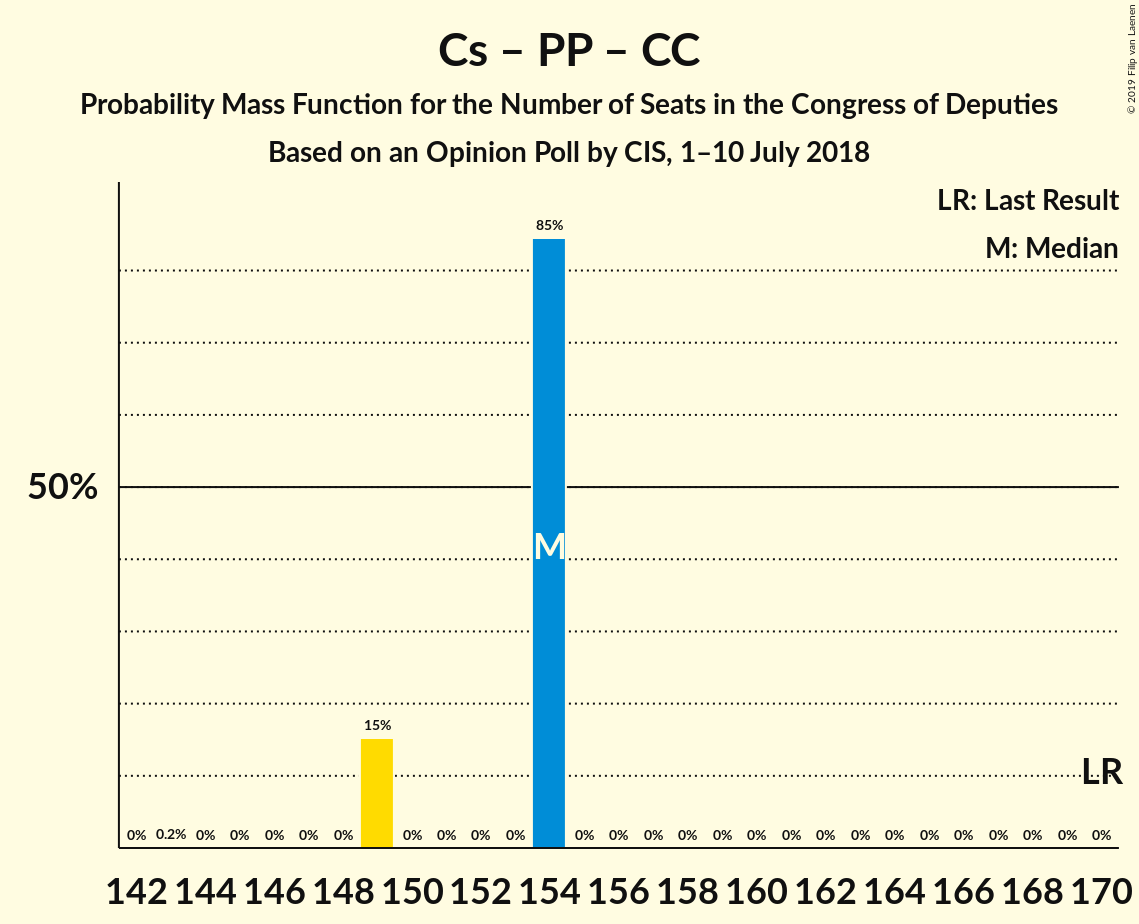 Cs – PP – CC
Probability Mass Function for the Number of Seats in the Congress of Deputies
Based on an Opinion Poll by CIS, 1–10 July 2018
© 2019 Filip van Laenen
LR: Last Result
M: Median
85%
50%
M
15%
LR
0% 0.2% 0% 0% 0% 0% 0% 0% 0% 0% 0% 0% 0% 0% 0% 0% 0% 0% 0% 0% 0% 0% 0% 0% 0% 0% 0%
142 144 146 148 150 152 154 156 158 160 162 164 166 168 170